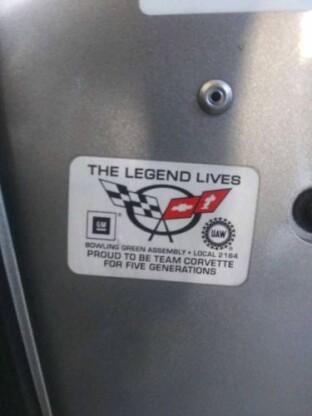 THE LEGEND LIVES
GM
UAW
BOWLING GREEN ASSEMBLY • LOCAL 2164
PROUD TO BE TEAM CORVETTE
FOR FIVE GENERATIONS